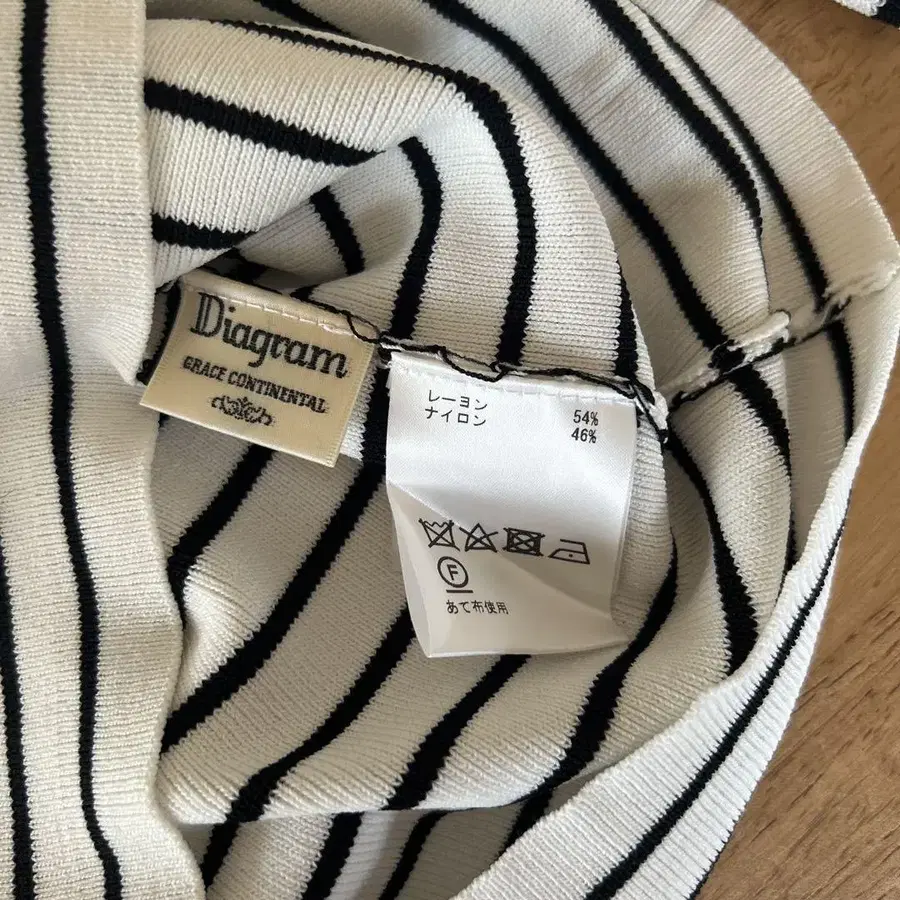 Diagram
GRACE CONTINENTAL
レーヨン 54%
ナイロン 46%
F
あて布使用